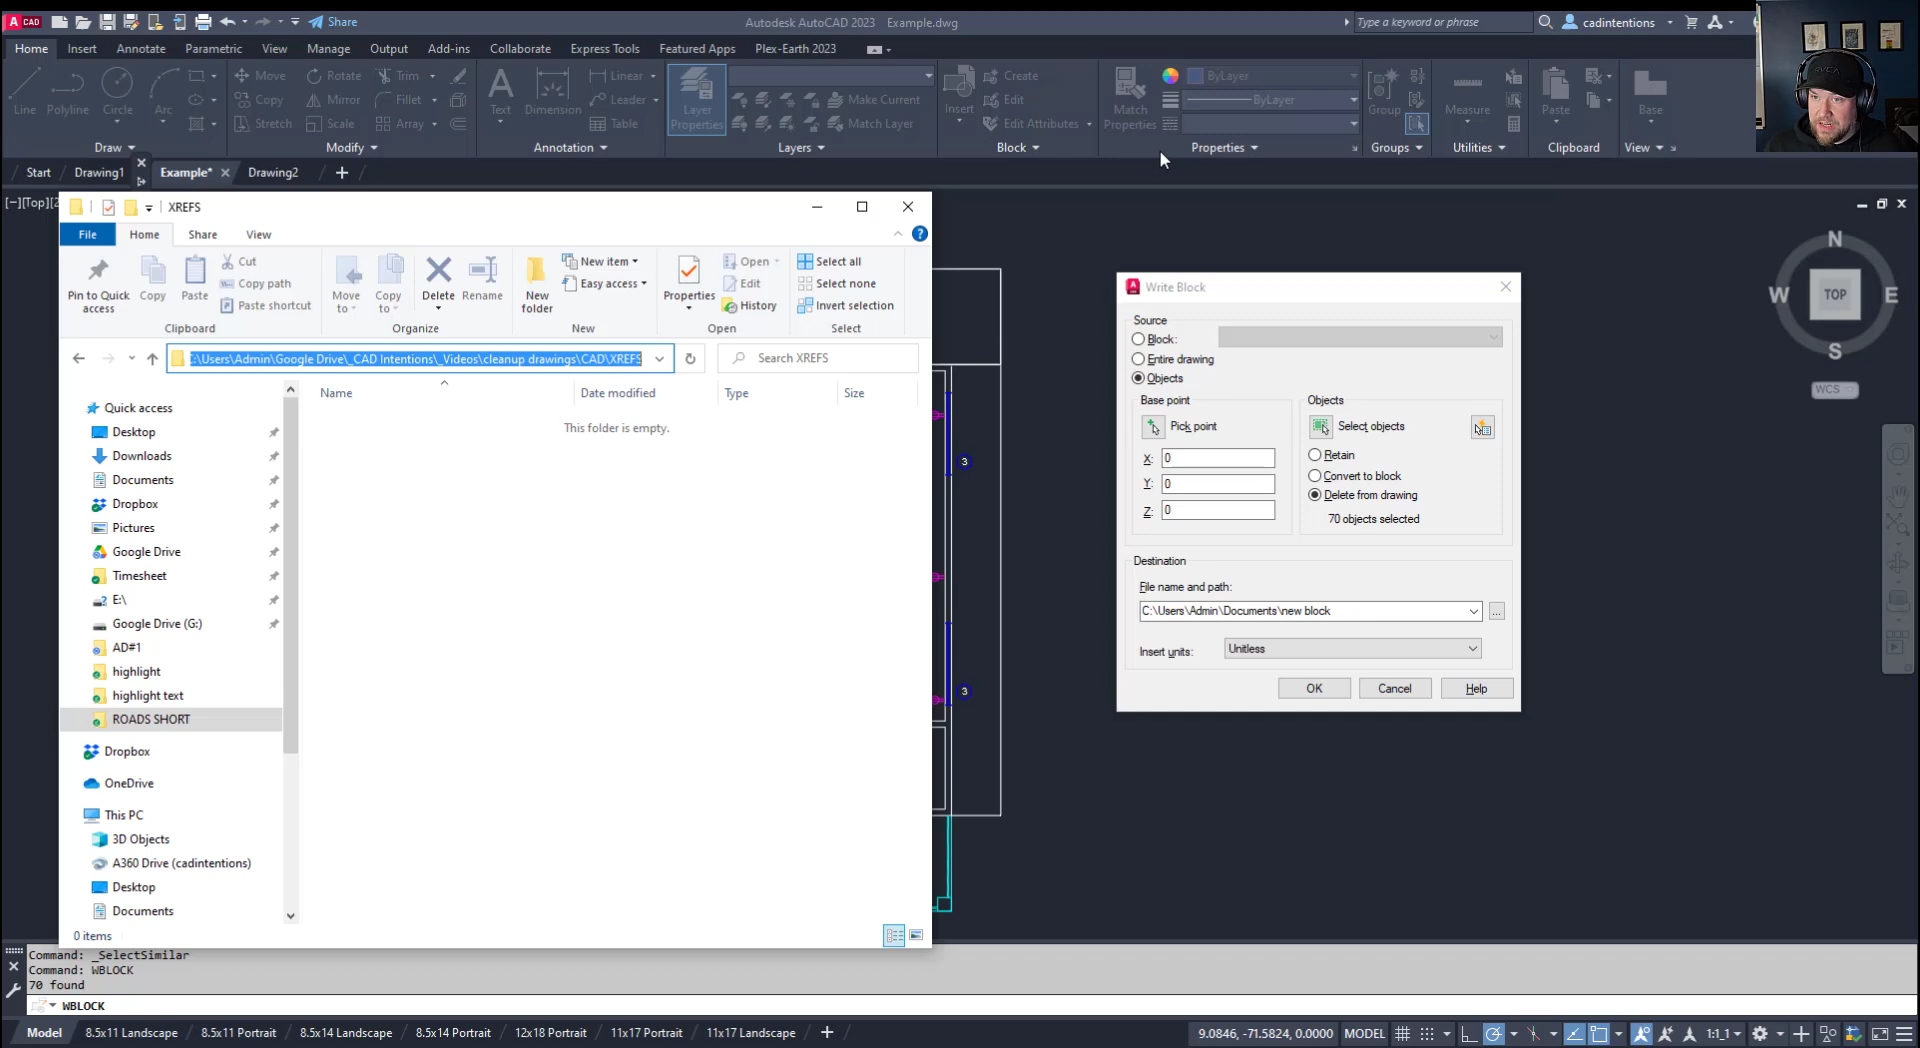 A CAD Share Autodesk AutoCAD 2023 Example.dwg Type a keyword or phrase cadintentions
Home Insert Annotate Parametric View Manage Output Add-ins Collaborate Express Tools Featured Apps Plex-Earth 2023
Line Polyline Circle Arc
Move Rotate Trim
Copy Mirror Fillet
Stretch Scale Array
Text Dimension
Linear
Leader
Table
Layer Properties
Make Current
Match Layer
Insert
Create
Edit
Edit Attributes
Match Properties
ByLayer
ByLayer
Group Measure Paste Base
Draw Modify Annotation Layers Block Properties Groups Utilities Clipboard View
Start Drawing1 Example* Drawing2
[−][Top][2
XREFS
File Home Share View
Pin to Quick access
Copy Paste
Cut
Copy path
Paste shortcut
Move to
Copy to
Delete Rename
New folder
New item
Easy access
Properties
Open
Edit
History
Select all
Select none
Invert selection
Clipboard Organize New Open Select
:\Users\Admin\Google Drive\_CAD Intentions\_Videos\cleanup drawings\CAD\XREFS
Search XREFS
Name Date modified Type Size
This folder is empty.
Quick access
Desktop
Downloads
Documents
Dropbox
Pictures
Google Drive
Timesheet
E:\
Google Drive (G:)
AD#1
highlight
highlight text
ROADS SHORT
Dropbox
OneDrive
This PC
3D Objects
A360 Drive (cadintentions)
Desktop
Documents
0 items
3
3
Write Block
Source
Block:
Entire drawing
Objects
Base point
Pick point
X: 0
Y: 0
Z: 0
Objects
Select objects
Retain
Convert to block
Delete from drawing
70 objects selected
Destination
File name and path:
C:\Users\Admin\Documents\new block
...
Insert units: Unitless
OK Cancel Help
N
W TOP E
S
WCS
Command: _SelectSimilar
Command: WBLOCK
70 found
WBLOCK
Model 8.5x11 Landscape 8.5x11 Portrait 8.5x14 Landscape 8.5x14 Portrait 12x18 Portrait 11x17 Portrait 11x17 Landscape
9.0846, -71.5824, 0.0000 MODEL 1:1